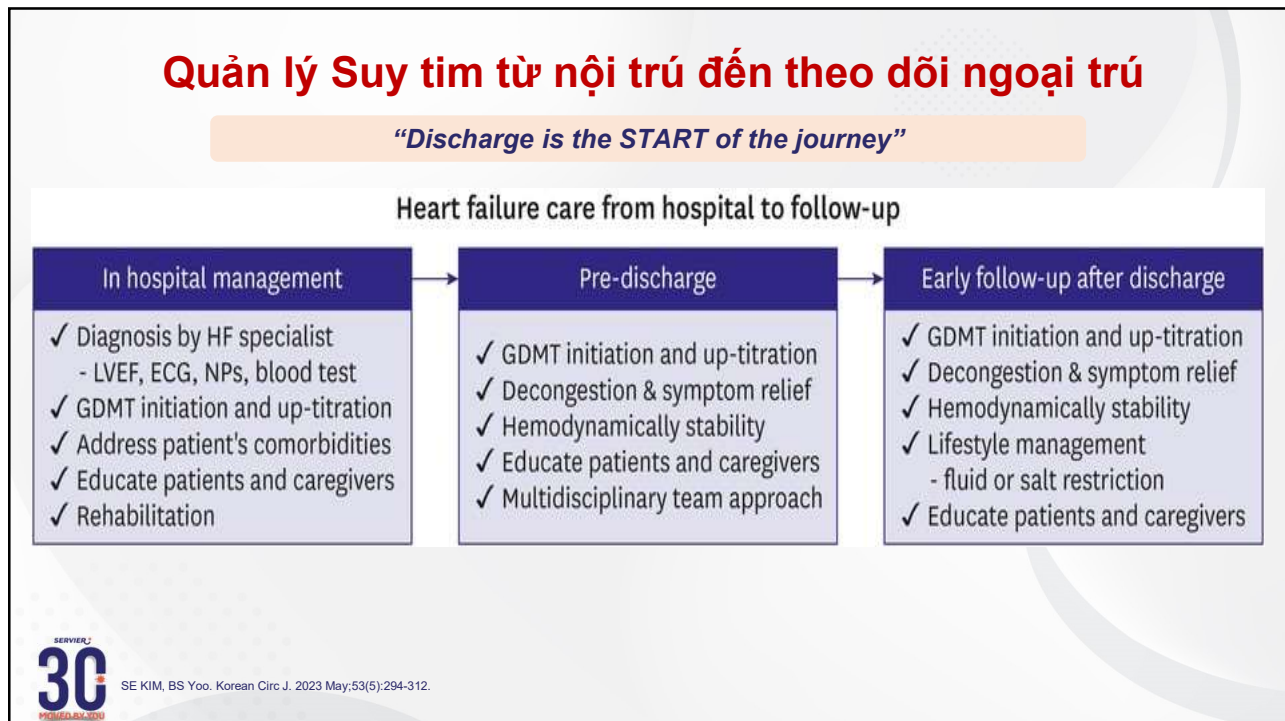 Quản lý Suy tim từ nội trú đến theo dõi ngoại trú
“Discharge is the START of the journey”
Heart failure care from hospital to follow-up
In hospital management
✓ Diagnosis by HF specialist
- LVEF, ECG, NPs, blood test
✓ GDMT initiation and up-titration
✓ Address patient's comorbidities
✓ Educate patients and caregivers
✓ Rehabilitation
Pre-discharge
✓ GDMT initiation and up-titration
✓ Decongestion & symptom relief
✓ Hemodynamically stability
✓ Educate patients and caregivers
✓ Multidisciplinary team approach
Early follow-up after discharge
✓ GDMT initiation and up-titration
✓ Decongestion & symptom relief
✓ Hemodynamically stability
✓ Lifestyle management
- fluid or salt restriction
✓ Educate patients and caregivers
SERVIER
30
MOVED BY YOU
SE KIM, BS Yoo. Korean Circ J. 2023 May;53(5):294-312.